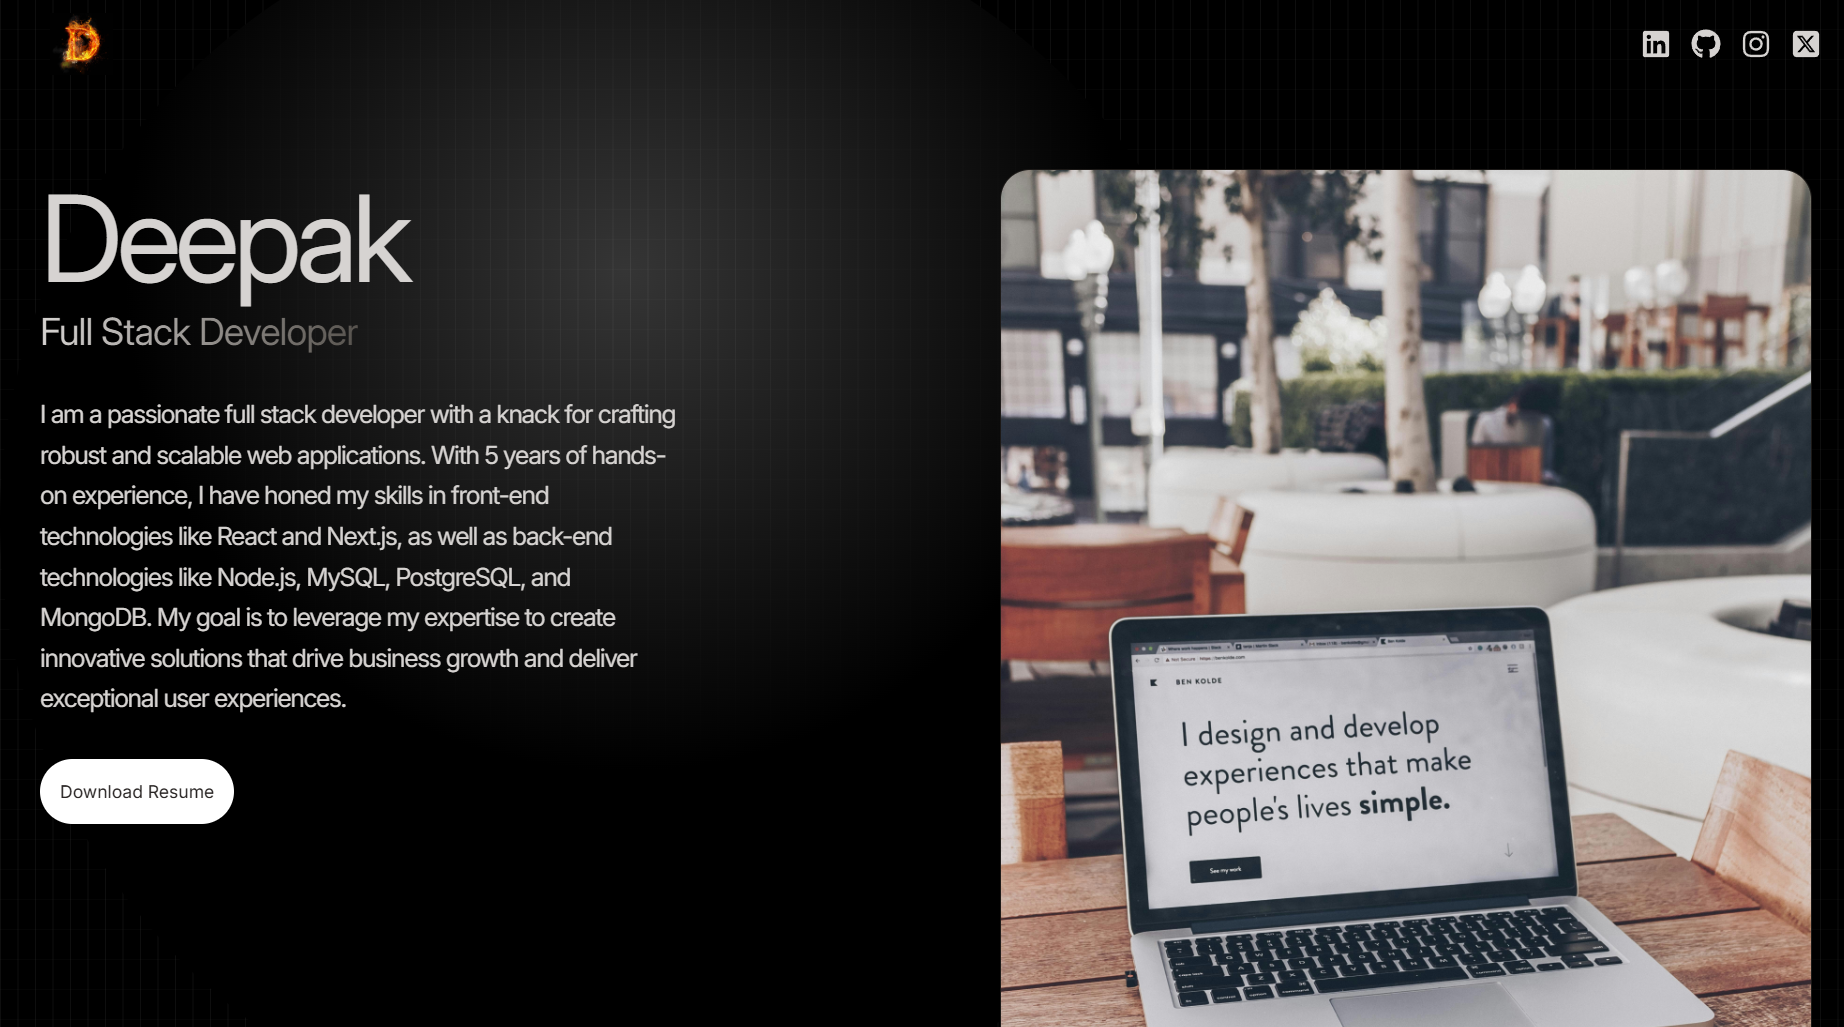 D
Deepak
Full Stack Developer
I am a passionate full stack developer with a knack for crafting
robust and scalable web applications. With 5 years of hands-
on experience, I have honed my skills in front-end
technologies like React and Next.js, as well as back-end
technologies like Node.js, MySQL, PostgreSQL, and
MongoDB. My goal is to leverage my expertise to create
innovative solutions that drive business growth and deliver
exceptional user experiences.
Download Resume
BEN KOLDE
I design and develop
experiences that make
people's lives simple.
See my work